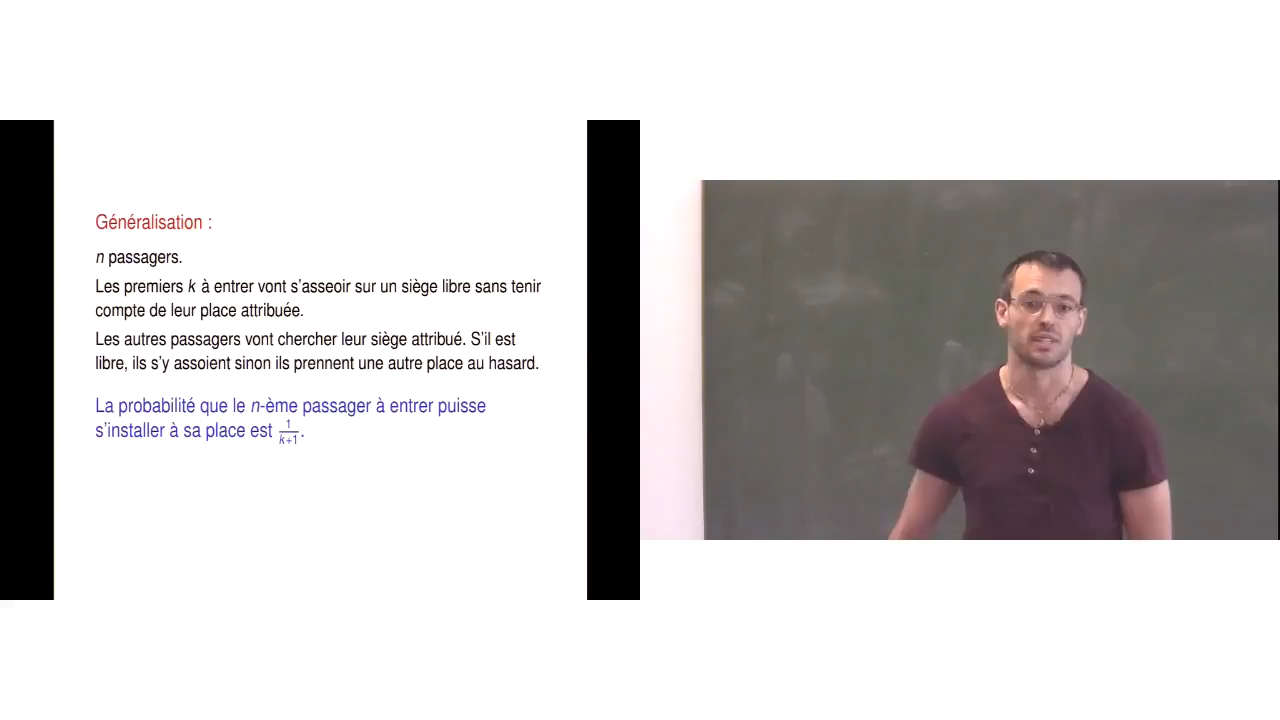 Généralisation :
n passagers.
Les premiers k à entrer vont s'asseoir sur un siège libre sans tenir
compte de leur place attribuée.
Les autres passagers vont chercher leur siège attribué. S'il est
libre, ils s'y assoient sinon ils prennent une autre place au hasard.
La probabilité que le n-ème passager à entrer puisse
s'installer à sa place est 1/(k+1).